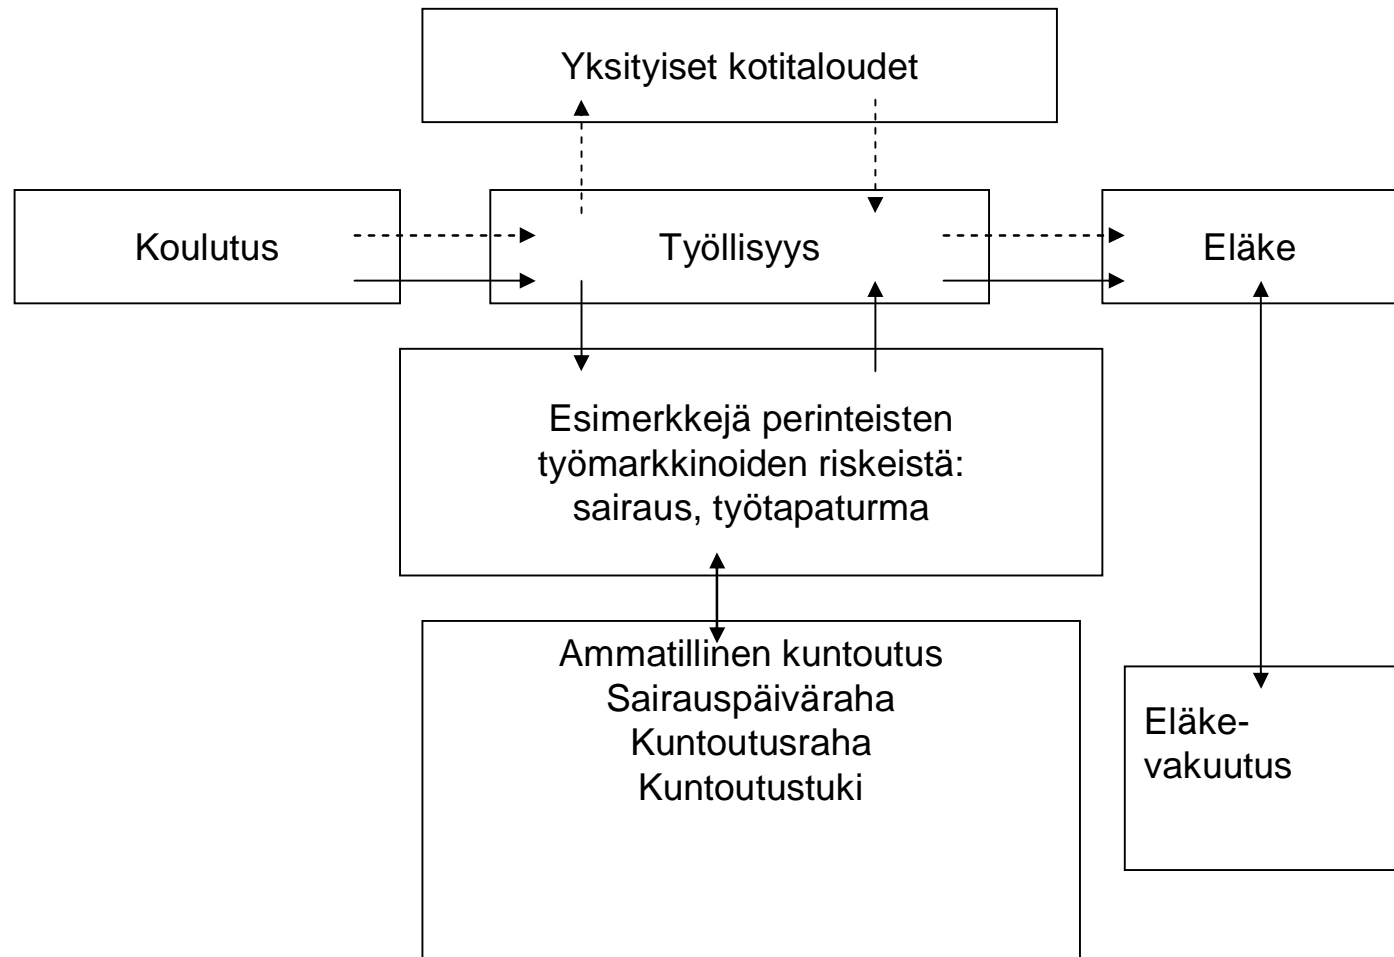 Yksityiset kotitaloudet
Koulutus
Työllisyys
Eläke
Esimerkkejä perinteisten
työmarkkinoiden riskeistä:
sairaus, työtapaturma
Ammatillinen kuntoutus
Sairauspäiväraha
Kuntoutusraha
Kuntoutustuki
Eläke-
vakuutus